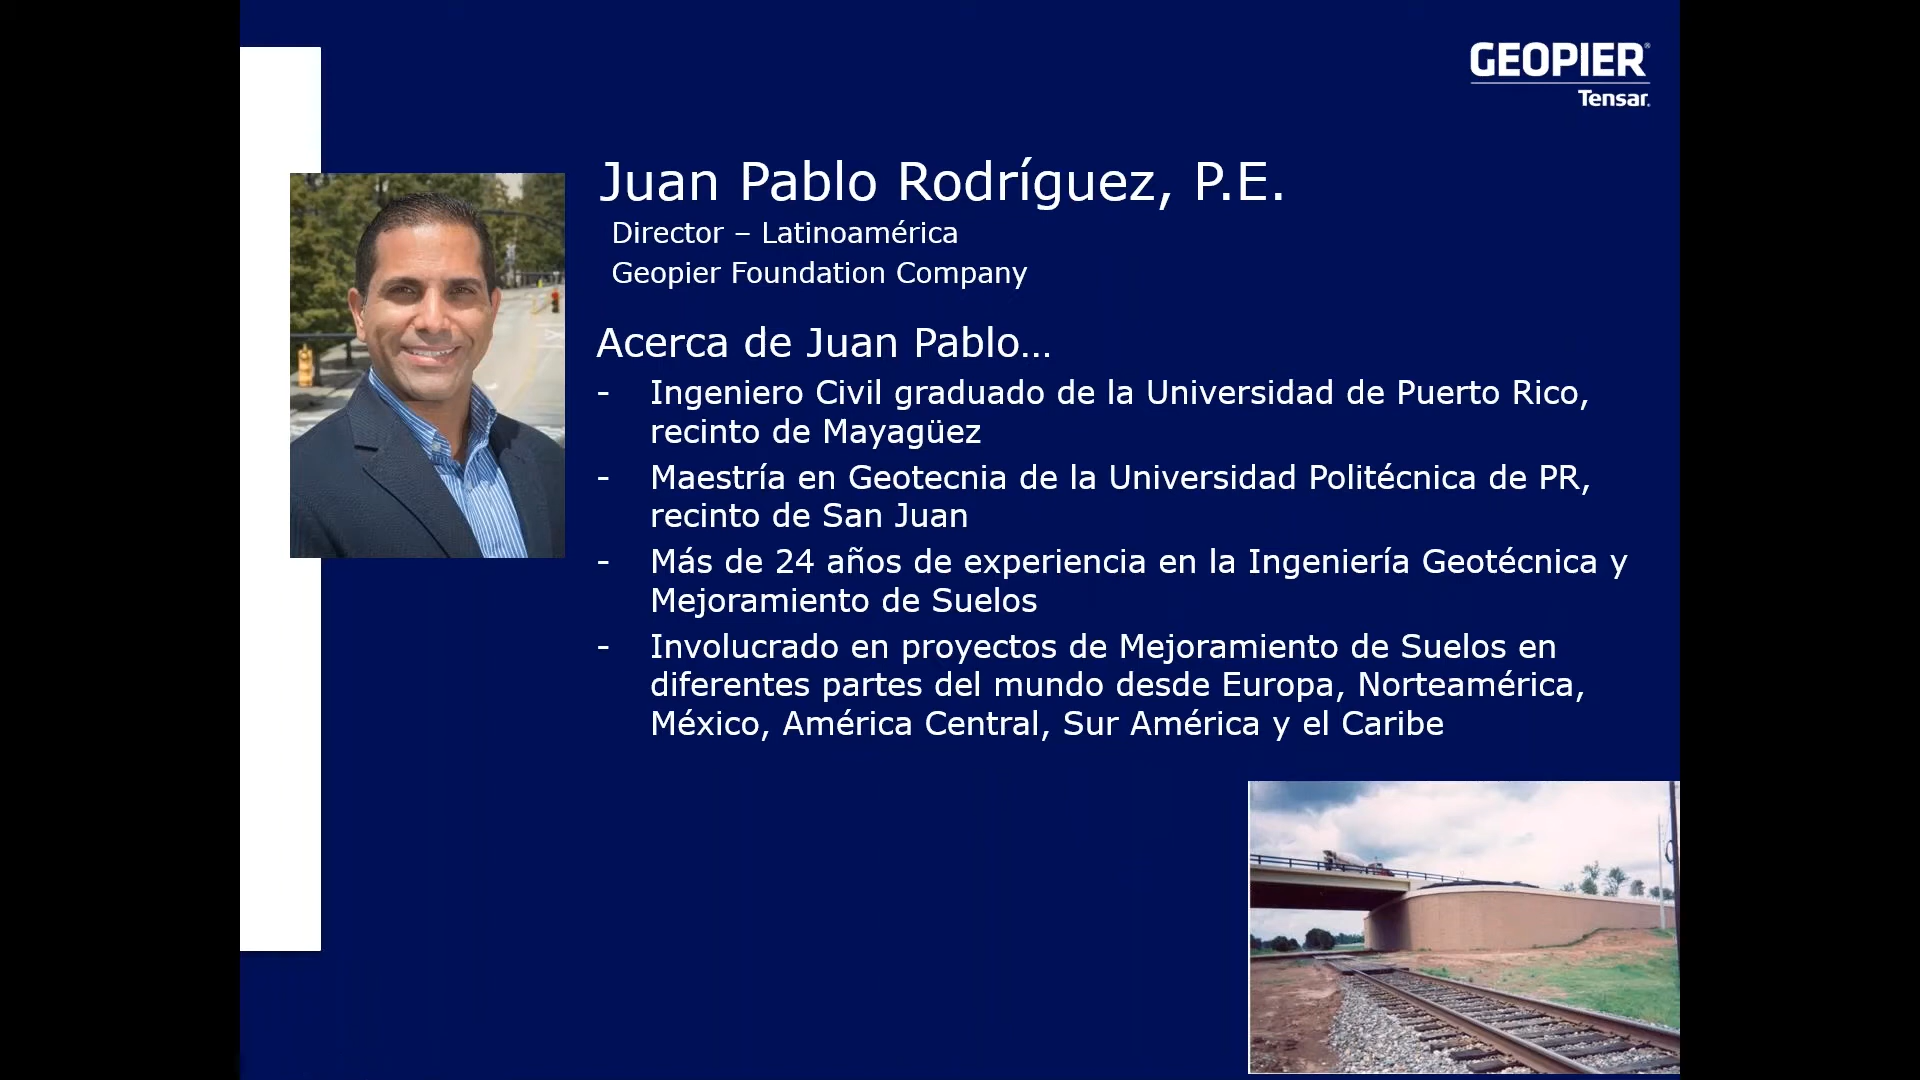 GEOPIER®
Tensar.
Juan Pablo Rodríguez, P.E.
Director – Latinoamérica
Geopier Foundation Company
Acerca de Juan Pablo…
- Ingeniero Civil graduado de la Universidad de Puerto Rico,
recinto de Mayagüez
- Maestría en Geotecnia de la Universidad Politécnica de PR,
recinto de San Juan
- Más de 24 años de experiencia en la Ingeniería Geotécnica y
Mejoramiento de Suelos
- Involucrado en proyectos de Mejoramiento de Suelos en
diferentes partes del mundo desde Europa, Norteamérica,
México, América Central, Sur América y el Caribe